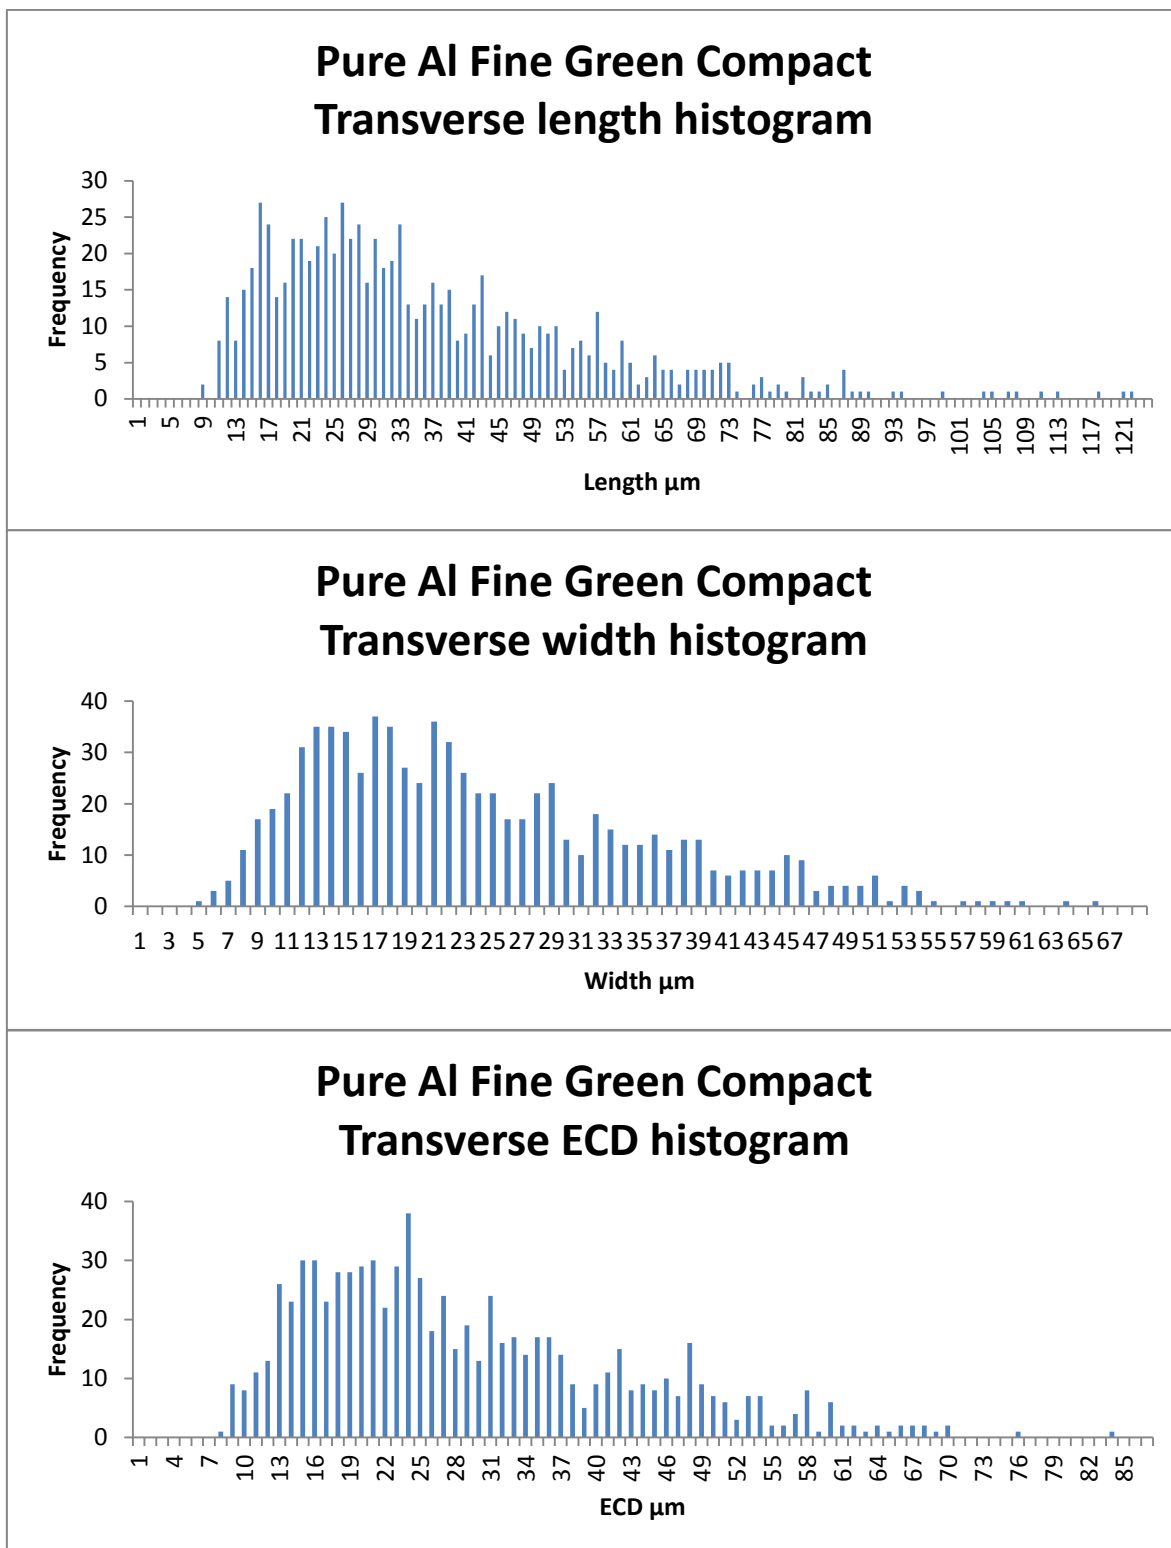 Pure Al Fine Green Compact
Transverse length histogram
30
25
20
15
10
5
0
Frequency
1 5 9 13 17 21 25 29 33 37 41 45 49 53 57 61 65 69 73 77 81 85 89 93 97 101 105 109 113 117 121
Length μm
Pure Al Fine Green Compact
Transverse width histogram
40
30
20
10
0
Frequency
1 3 5 7 9 11 13 15 17 19 21 23 25 27 29 31 33 35 37 39 41 43 45 47 49 51 53 55 57 59 61 63 65 67
Width μm
Pure Al Fine Green Compact
Transverse ECD histogram
40
30
20
10
0
Frequency
1 4 7 10 13 16 19 22 25 28 31 34 37 40 43 46 49 52 55 58 61 64 67 70 73 76 79 82 85
ECD μm